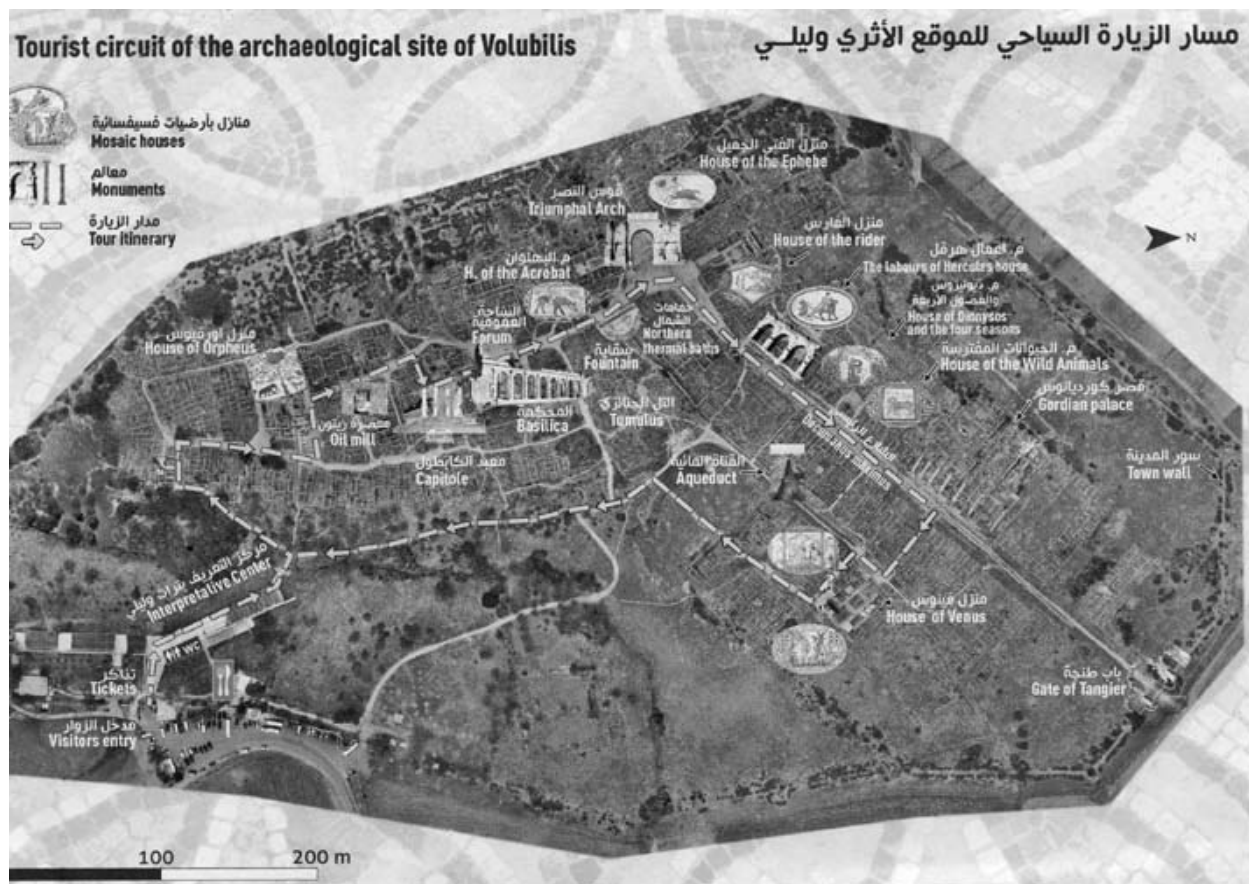 Tourist circuit of the archaeological site of Volubilis
مسار الزيارة السياحي للموقع الأثري وليلـــي
منازل بأرضيات فسيفسائية
Mosaic houses
معالم
Monuments
مدار الزيارة
Tour itinerary
منزل الفتى الجميل
House of the Ephebe
قوس النصر
Triumphal Arch
منزل الفارس
House of the rider
م. اعمال هرقل
The labours of Hercules house
م. ديونيزوس
والفصول الأربعة
House of Dionysos
and the four seasons
م. الحيوانات المفترسة
House of the Wild Animals
قصر كورديانوس
Gordian palace
سور المدينة
Town wall
N
م البهلوان
H. of the Acrobat
الساحة
العمومية
Forum
حمامات
الشمال
Northern
thermal baths
سقاية
Fountain
منزل اورفيوس
House of Orpheus
معصرة زيتون
Oil mill
المحكمة
Basilica
التل الجنائزي
Tumulus
معبد الكابطول
Capitole
القناة المائية
Aqueduct
Decumanus maximus
مركز التعريف بتراث وليلي
Interpretative Center
WC
تذاكر
Tickets
مدخل الزوار
Visitors entry
منزل فينوس
House of Venus
باب طنجة
Gate of Tangier
100
200 m